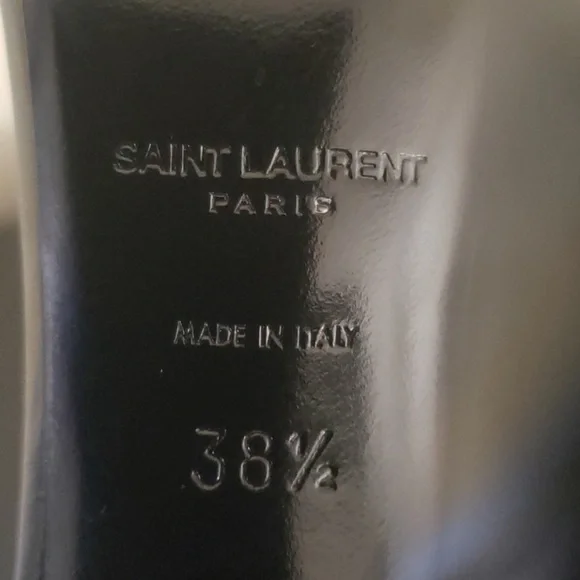 SAINT LAURENT
PARIS
MADE IN ITALY
38½